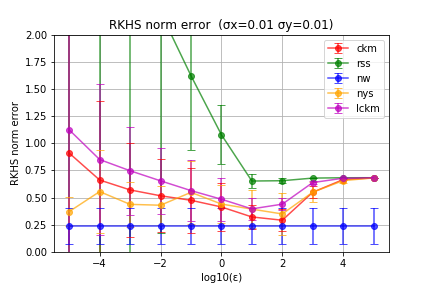 RKHS norm error (σx=0.01 σy=0.01)
2.00
1.75
1.50
1.25
1.00
0.75
0.50
0.25
0.00
RKHS norm error
ckm
rss
nw
nys
lckm
−4 −2 0 2 4
log10(ε)